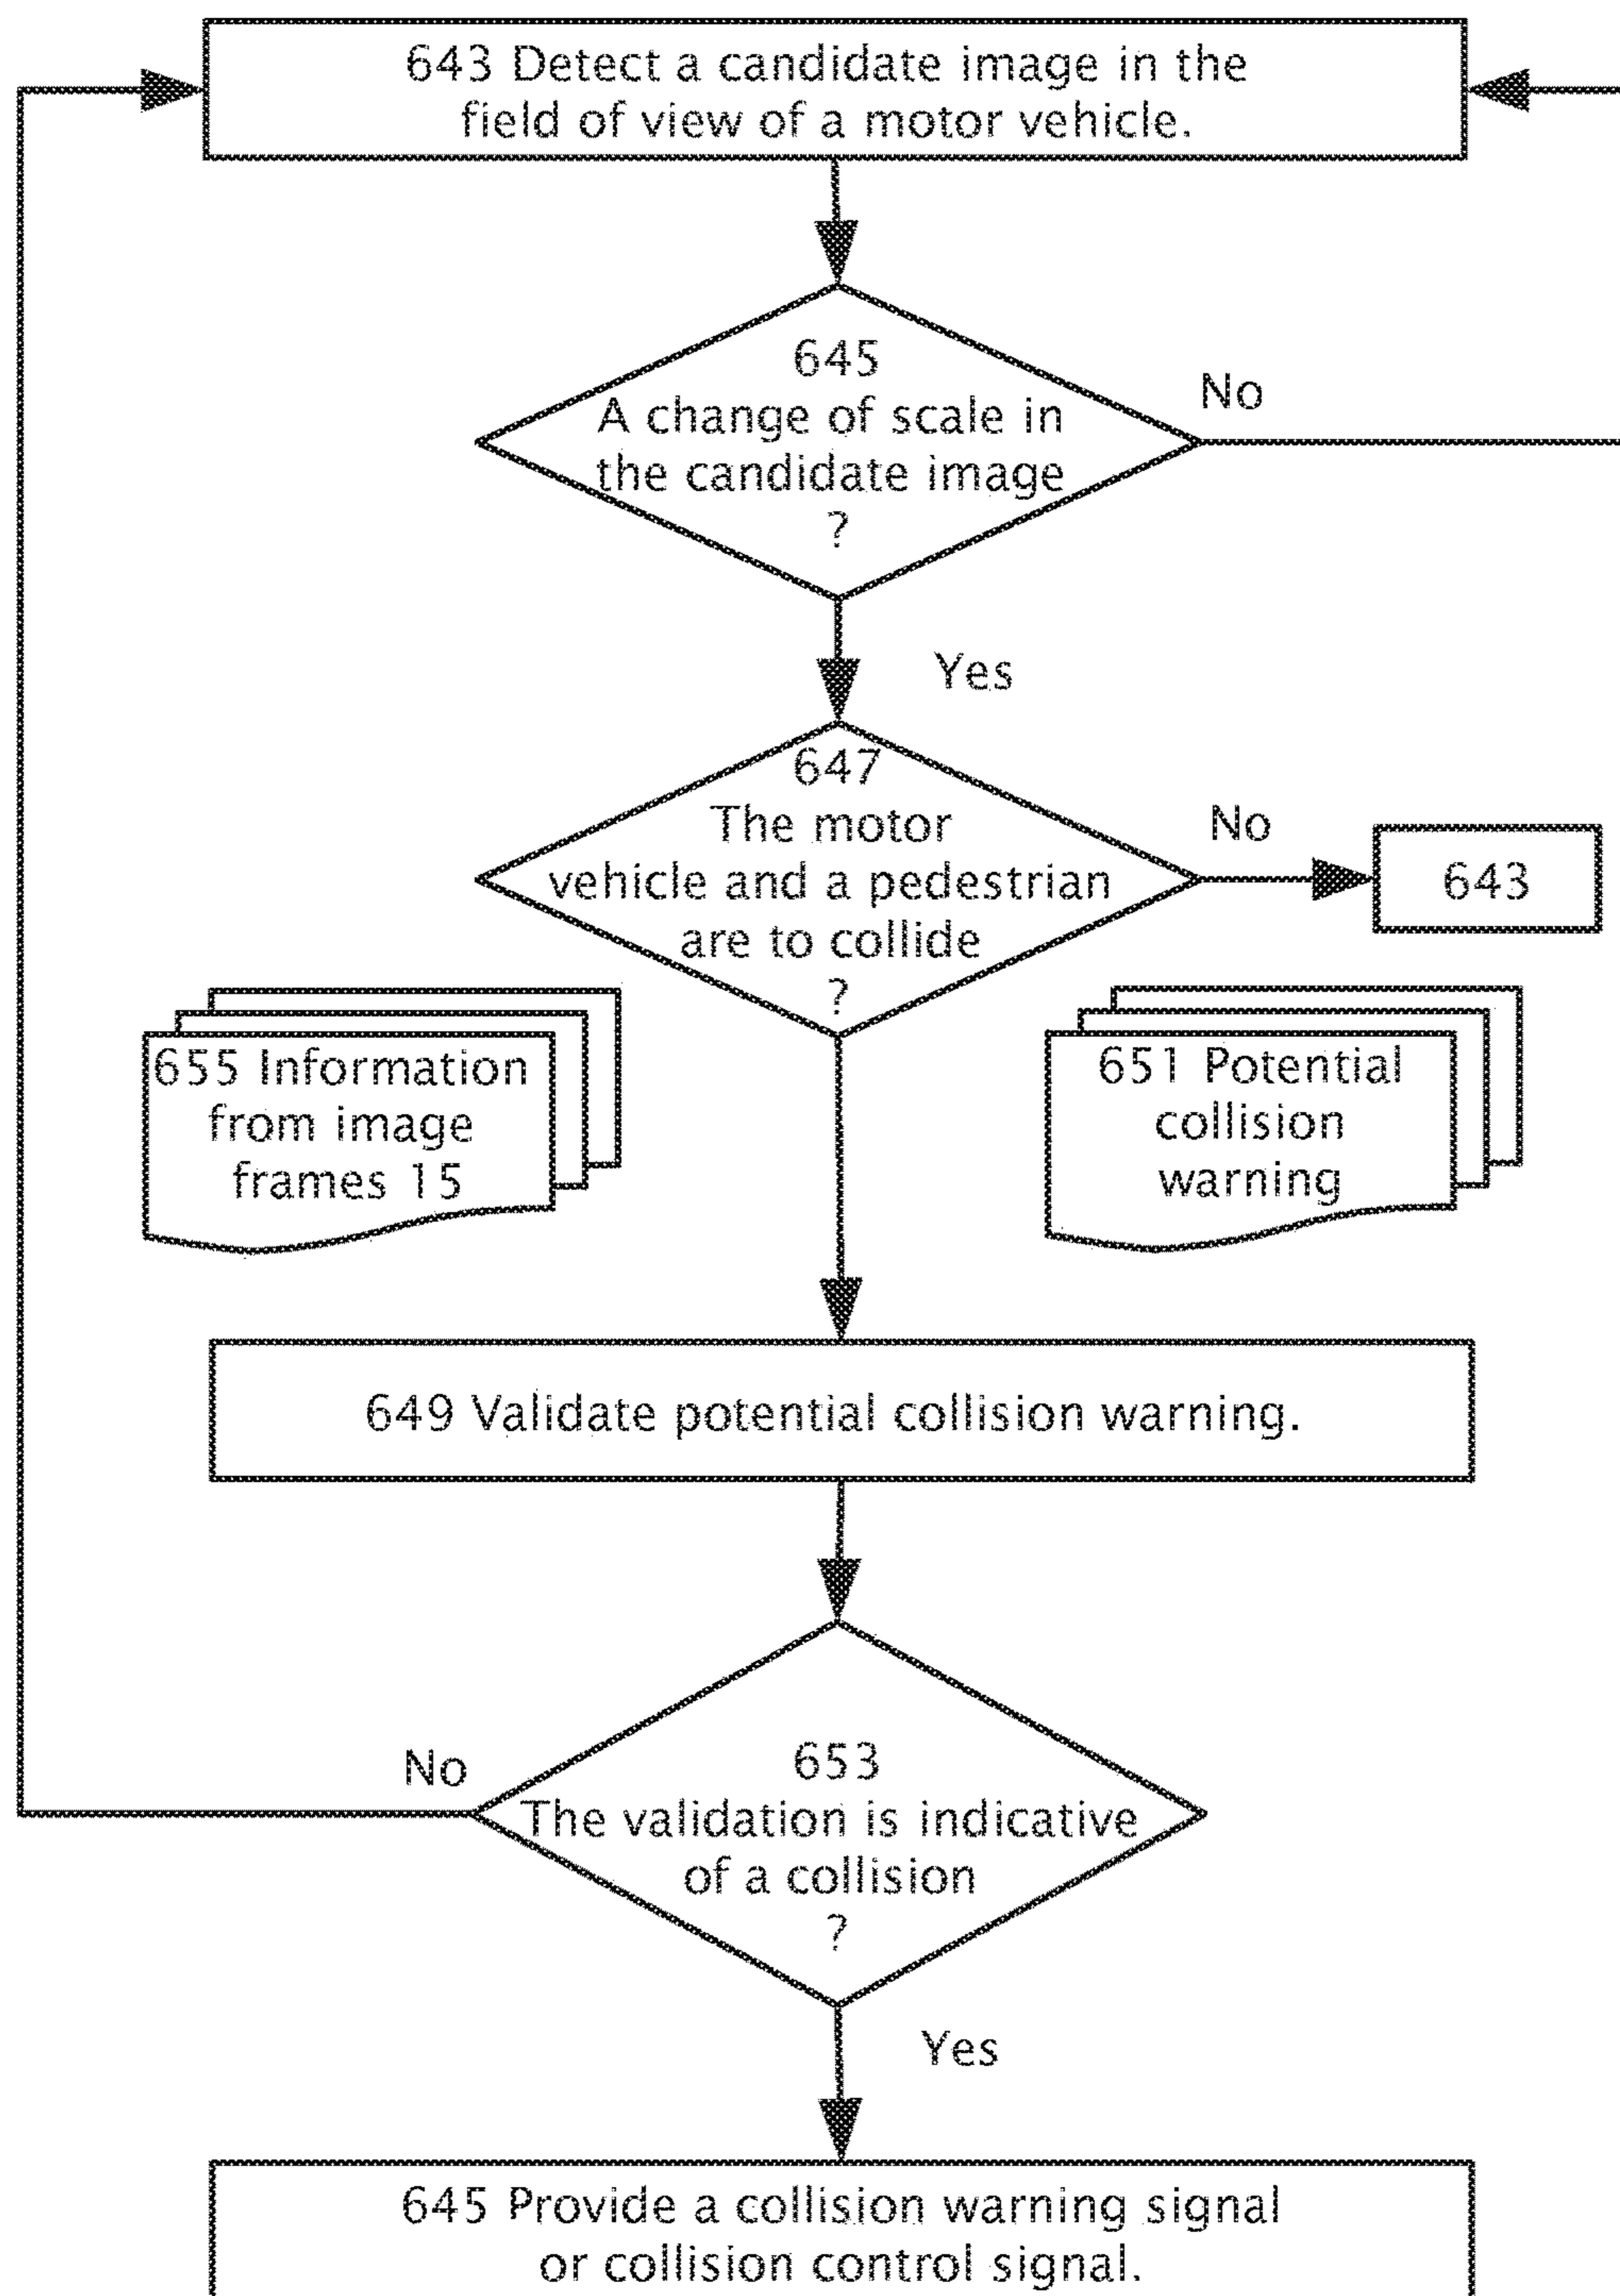 643 Detect a candidate image in the
field of view of a motor vehicle.
645
A change of scale in
the candidate image
?
No
Yes
647
The motor
vehicle and a pedestrian
are to collide
?
No
643
655 Information
from image
frames 15
651 Potential
collision
warning
649 Validate potential collision warning.
653
The validation is indicative
of a collision
?
No
Yes
645 Provide a collision warning signal
or collision control signal.